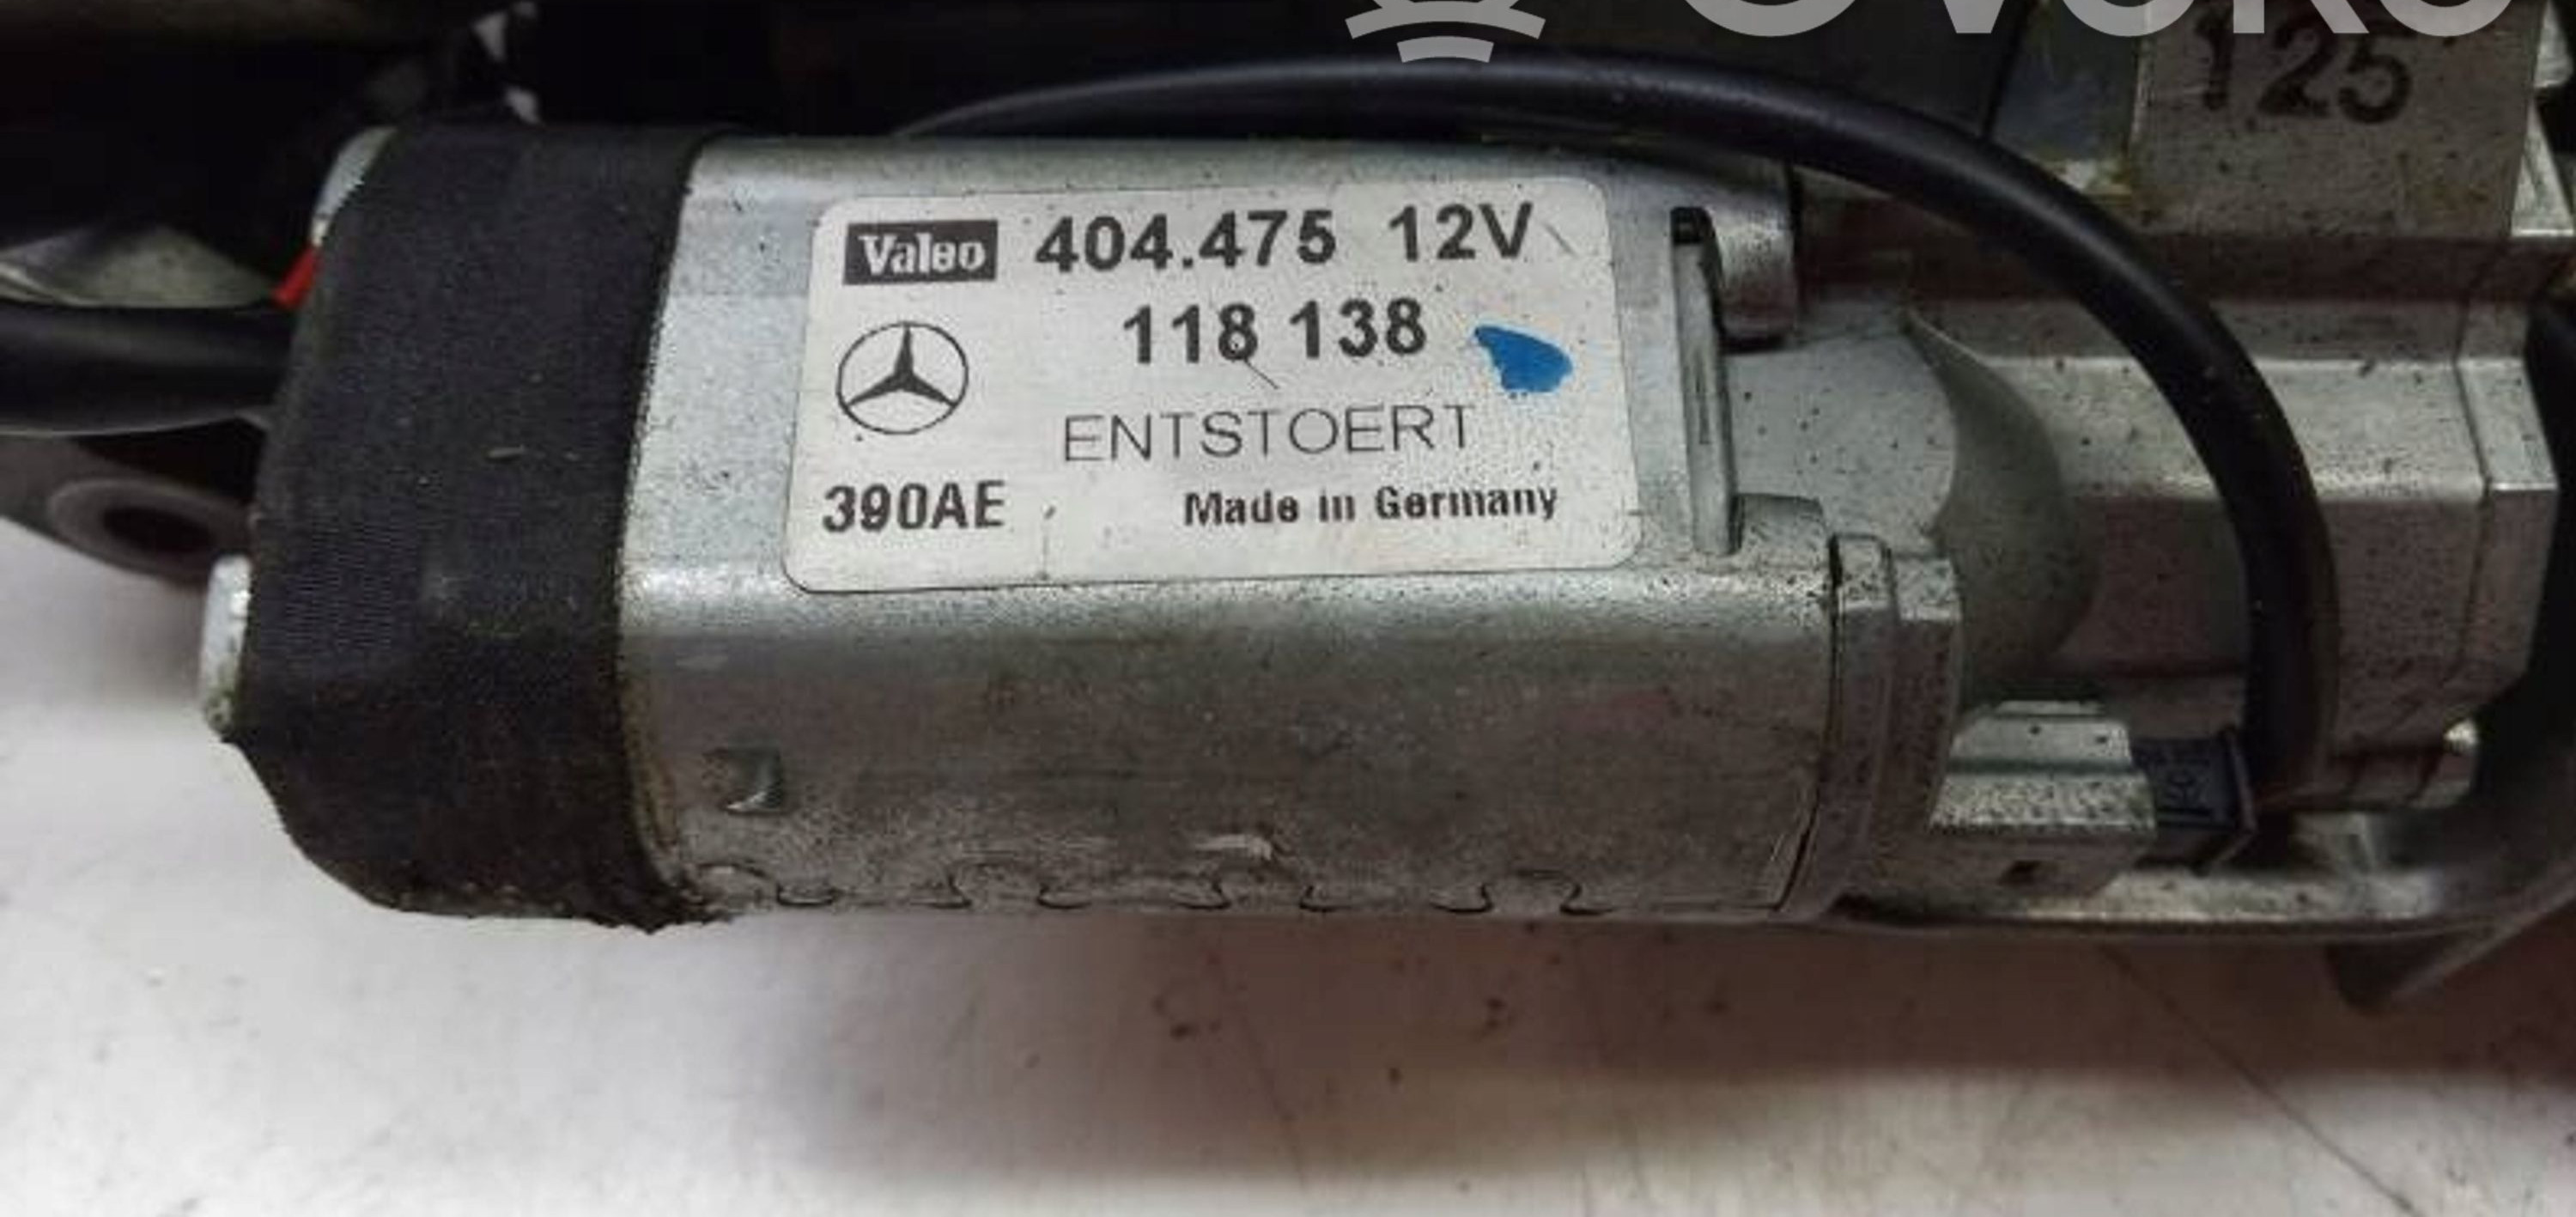 125
Valeo 404.475 12V
118 138
ENTSTOERT
390AE Made in Germany